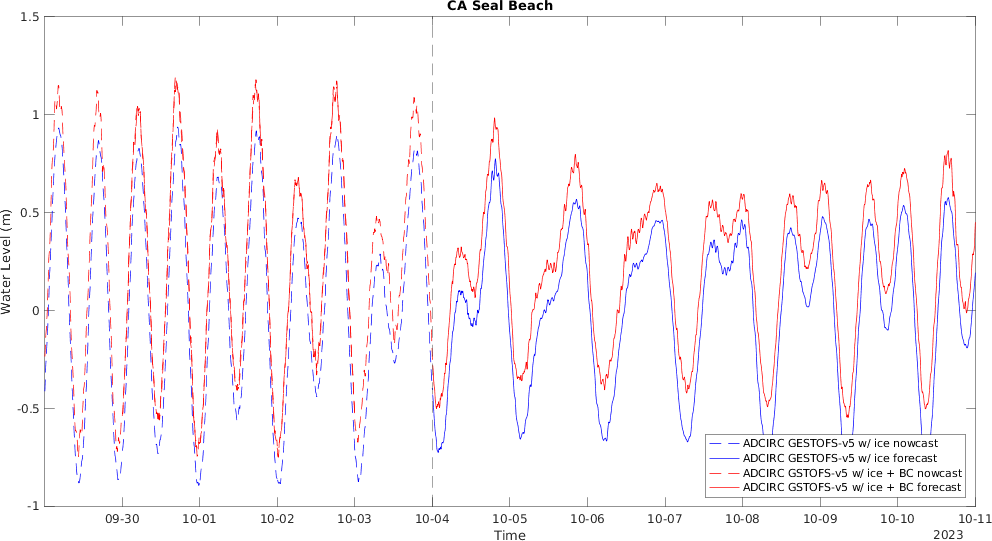 CA Seal Beach
1.5
1
0.5
0
-0.5
-1
Water Level (m)
09-30 10-01 10-02 10-03 10-04 10-05 10-06 10-07 10-08 10-09 10-10 10-11
Time
2023
ADCIRC GESTOFS-v5 w/ ice nowcast
ADCIRC GESTOFS-v5 w/ ice forecast
ADCIRC GSTOFS-v5 w/ ice + BC nowcast
ADCIRC GSTOFS-v5 w/ ice + BC forecast